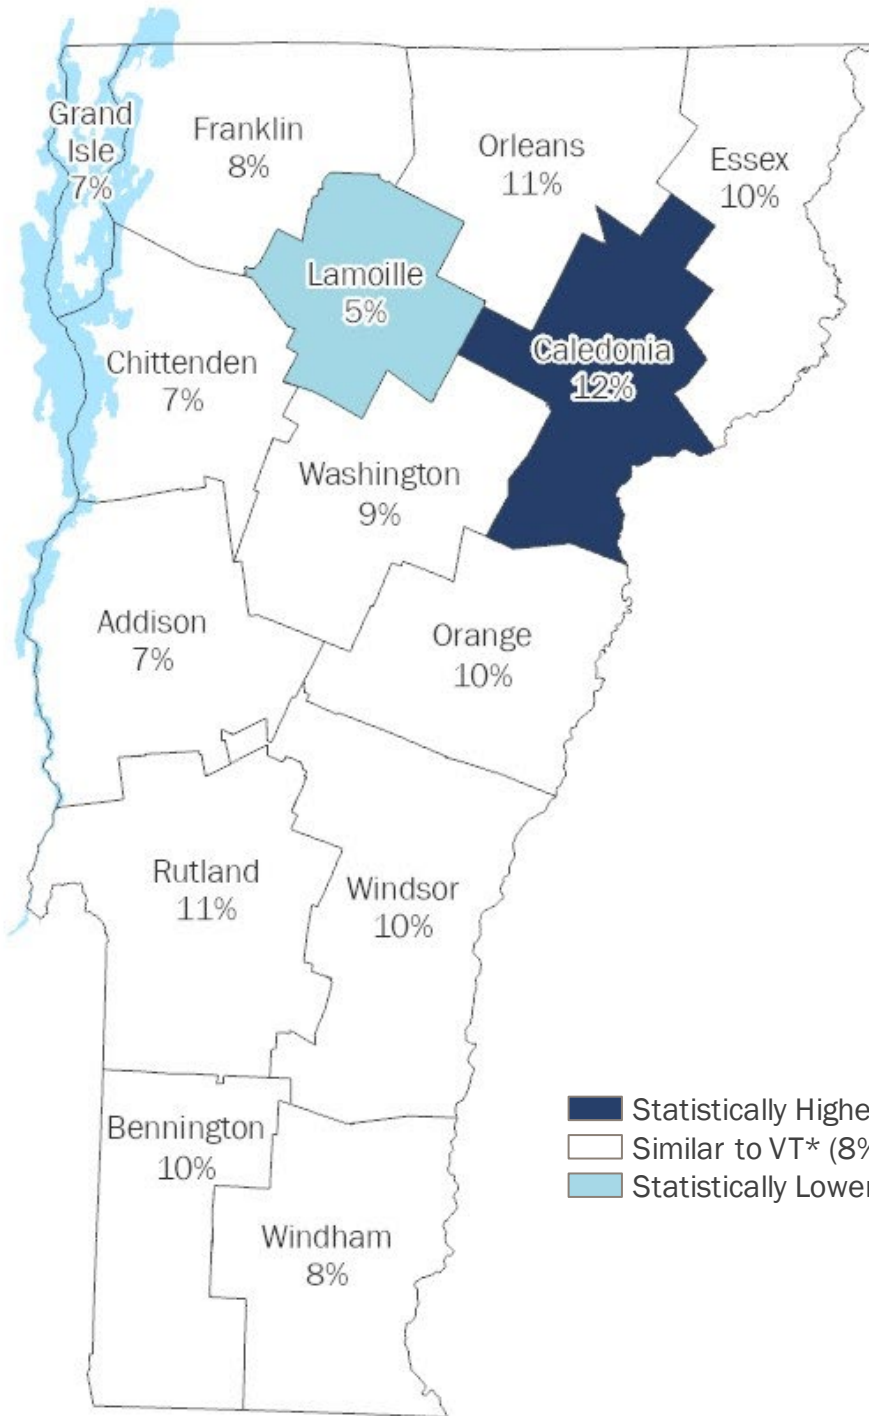 Grand
Isle
7%
Franklin
8%
Orleans
11%
Essex
10%
Lamoille
5%
Caledonia
12%
Chittenden
7%
Washington
9%
Addison
7%
Orange
10%
Rutland
11%
Windsor
10%
Bennington
10%
Windham
8%
Statistically Highe
Similar to VT* (8%
Statistically Lower